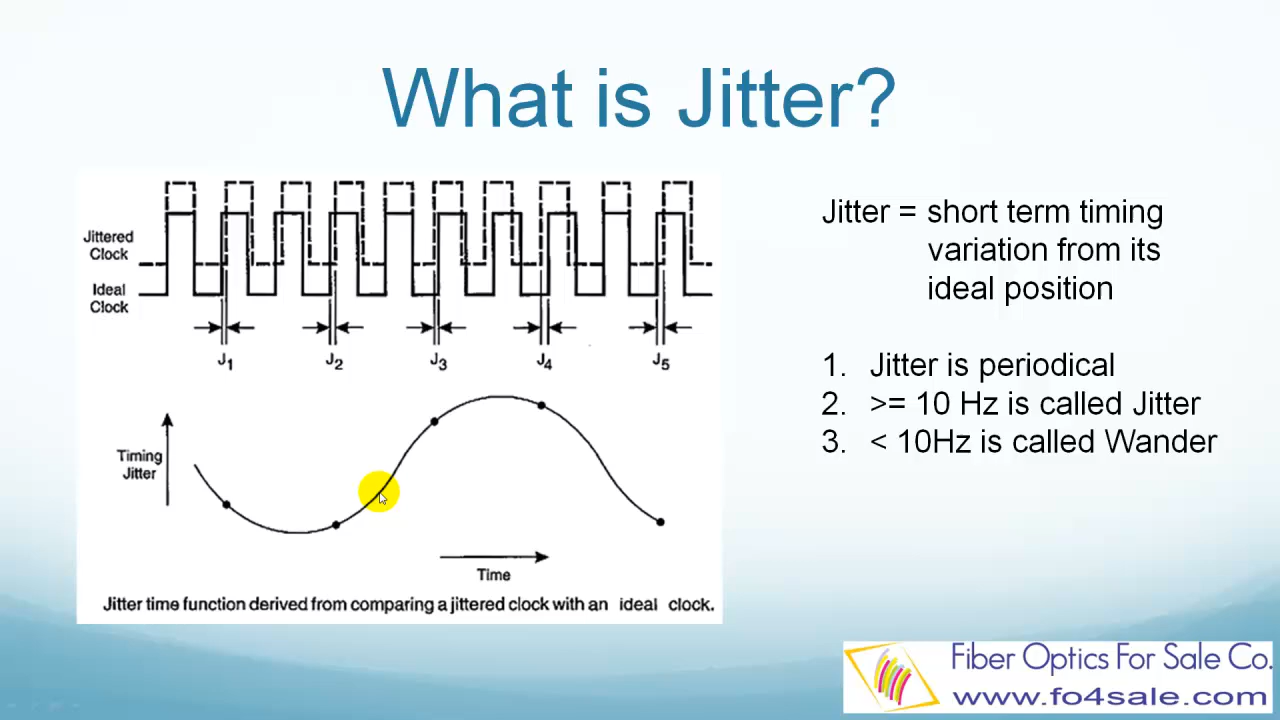 What is Jitter?
Jittered
Clock
Ideal
Clock
J1
J2
J3
J4
J5
Timing
Jitter
Time
Jitter time function derived from comparing a jittered clock with an ideal clock.
Jitter = short term timing
variation from its
ideal position
1. Jitter is periodical
2. >= 10 Hz is called Jitter
3. < 10Hz is called Wander
Fiber Optics For Sale Co.
www.fo4sale.com